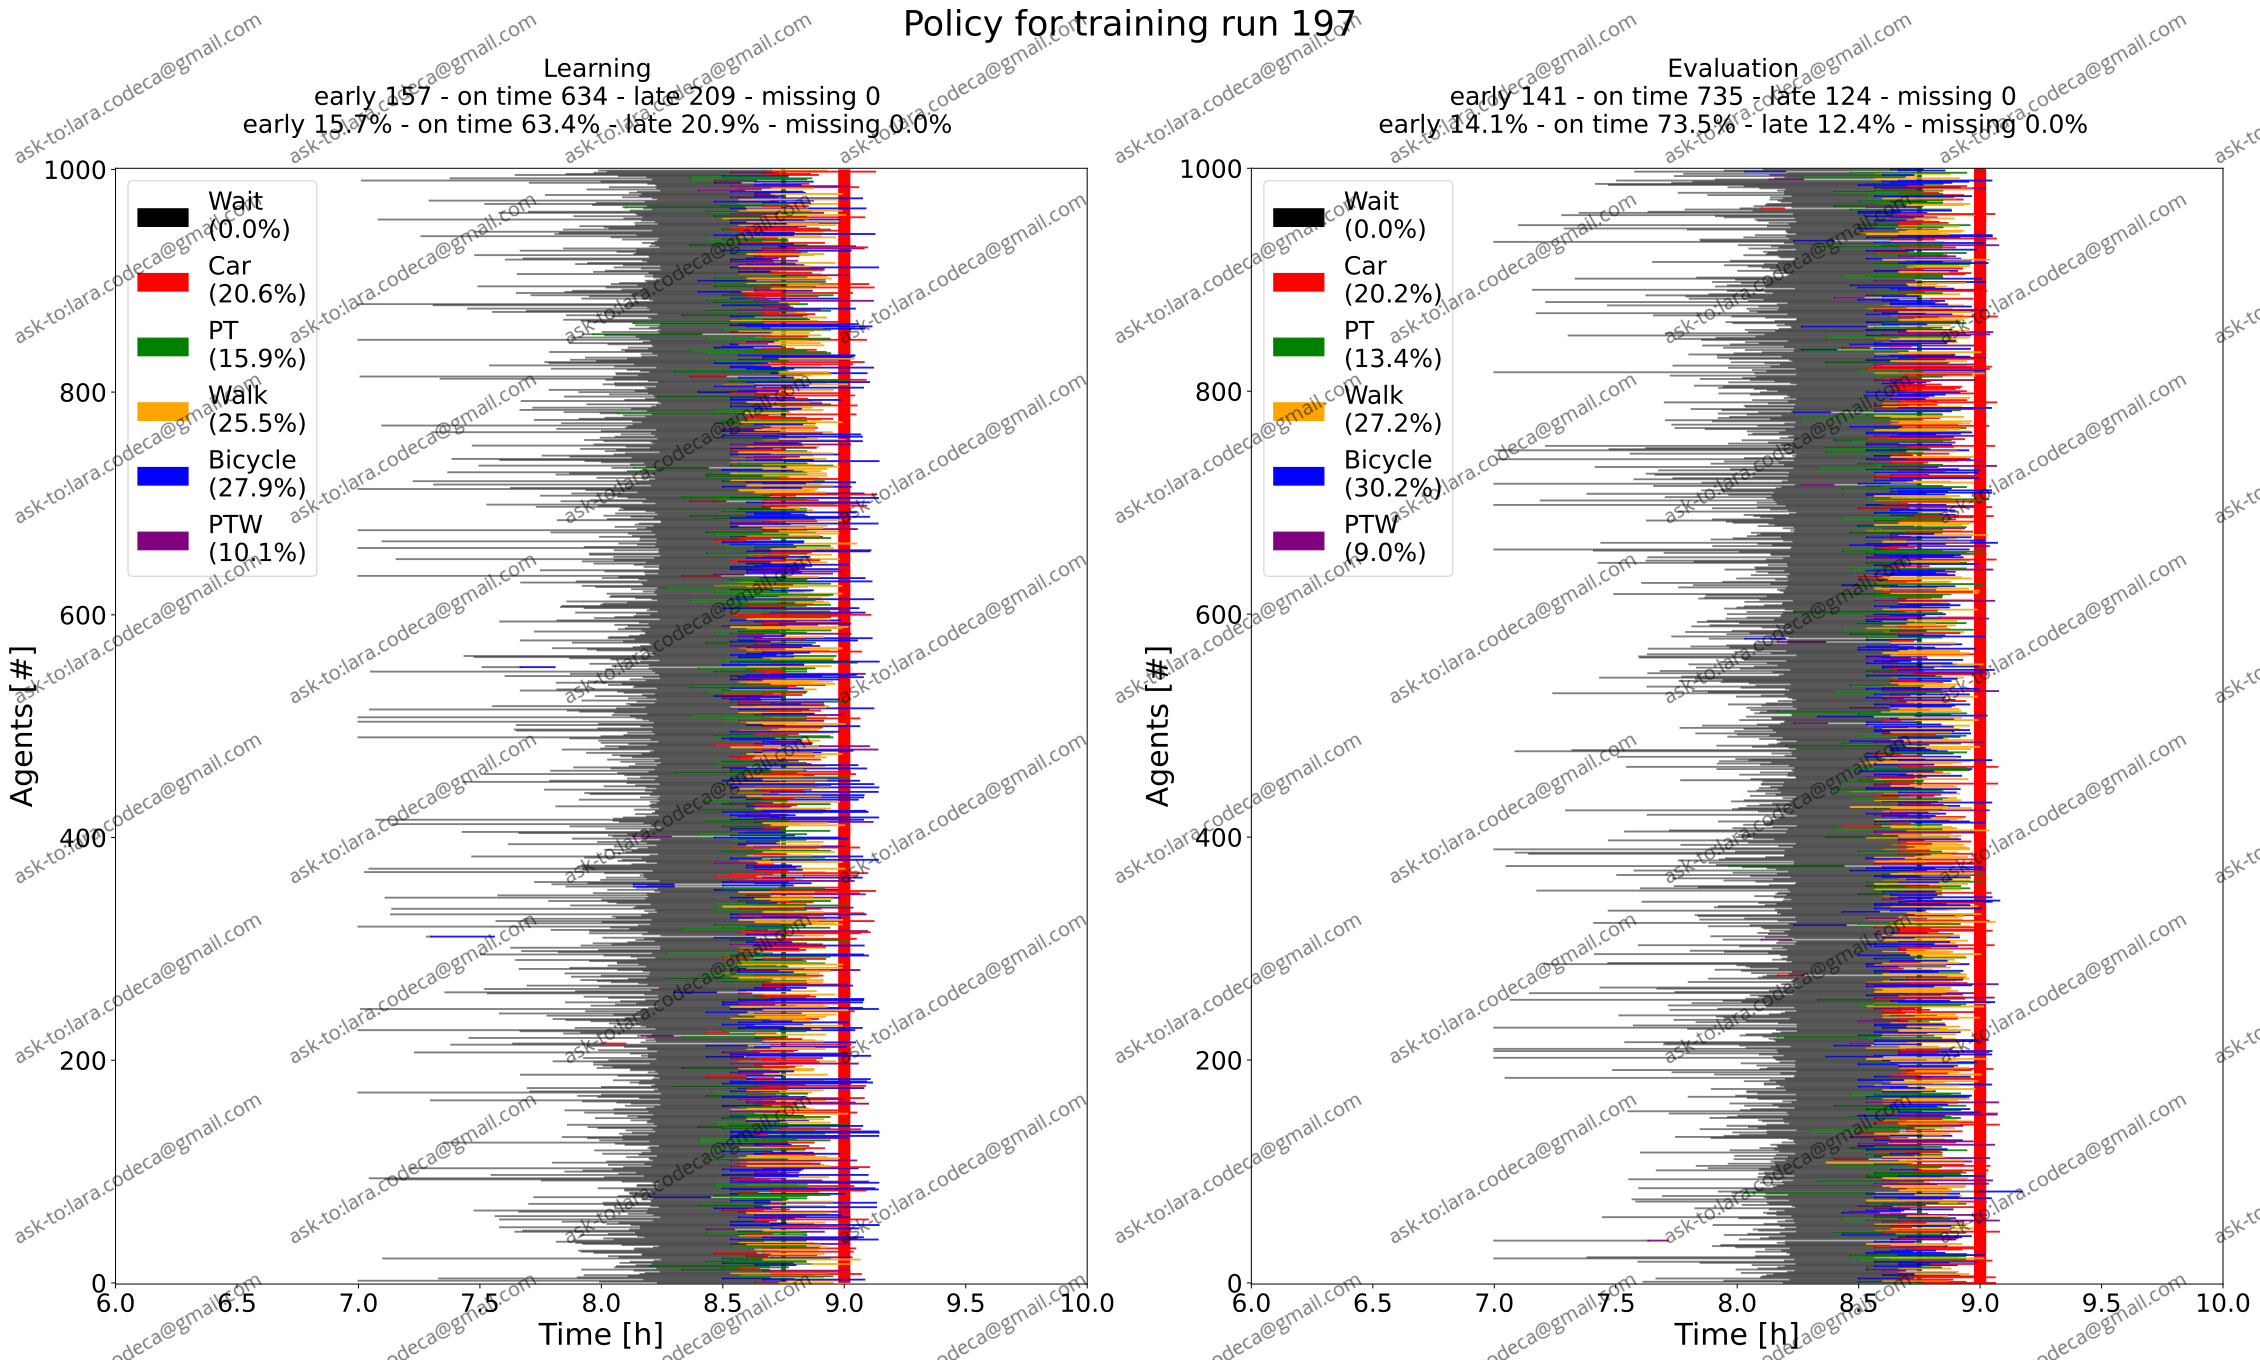 Policy for training run 197
Learning
early 157 - on time 634 - late 209 - missing 0
early 15.7% - on time 63.4% - late 20.9% - missing 0.0%
Wait
(0.0%)
Car
(20.6%)
PT
(15.9%)
Walk
(25.5%)
Bicycle
(27.9%)
PTW
(10.1%)
Agents [#]
1000
800
600
400
200
0
6.0 6.5 7.0 7.5 8.0 8.5 9.0 9.5 10.0
Time [h]
Evaluation
early 141 - on time 735 - late 124 - missing 0
early 14.1% - on time 73.5% - late 12.4% - missing 0.0%
Wait
(0.0%)
Car
(20.2%)
PT
(13.4%)
Walk
(27.2%)
Bicycle
(30.2%)
PTW
(9.0%)
Agents [#]
1000
800
600
400
200
0
6.0 6.5 7.0 7.5 8.0 8.5 9.0 9.5 10.0
Time [h]
ask-to:lara.codeca@gmail.com